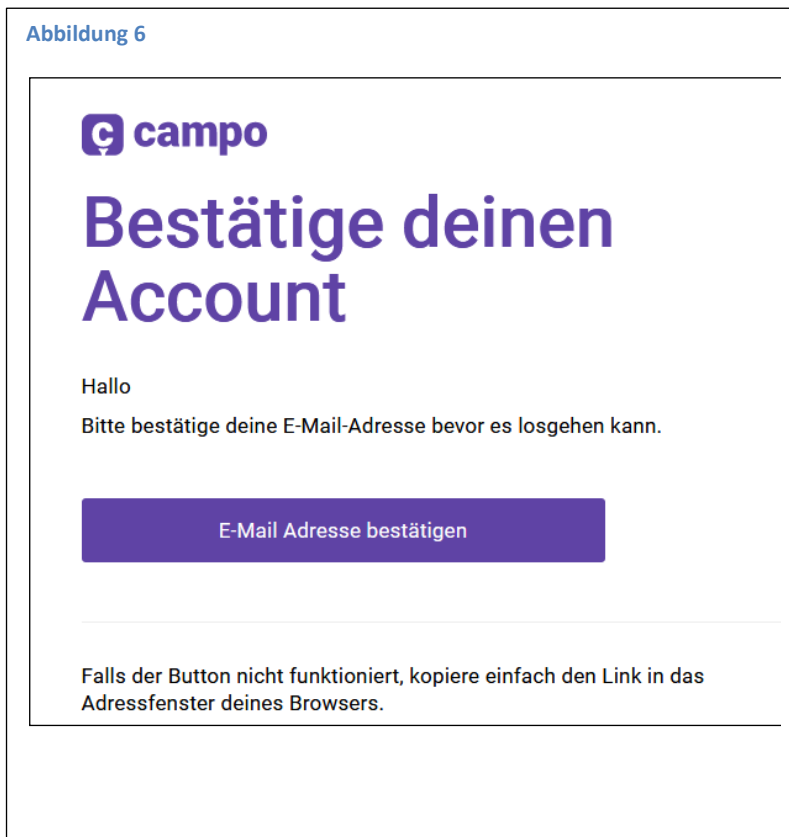 Abbildung 6
campo
Bestätige deinen
Account
Hallo
Bitte bestätige deine E-Mail-Adresse bevor es losgehen kann.
E-Mail Adresse bestätigen
Falls der Button nicht funktioniert, kopiere einfach den Link in das
Adressfenster deines Browsers.